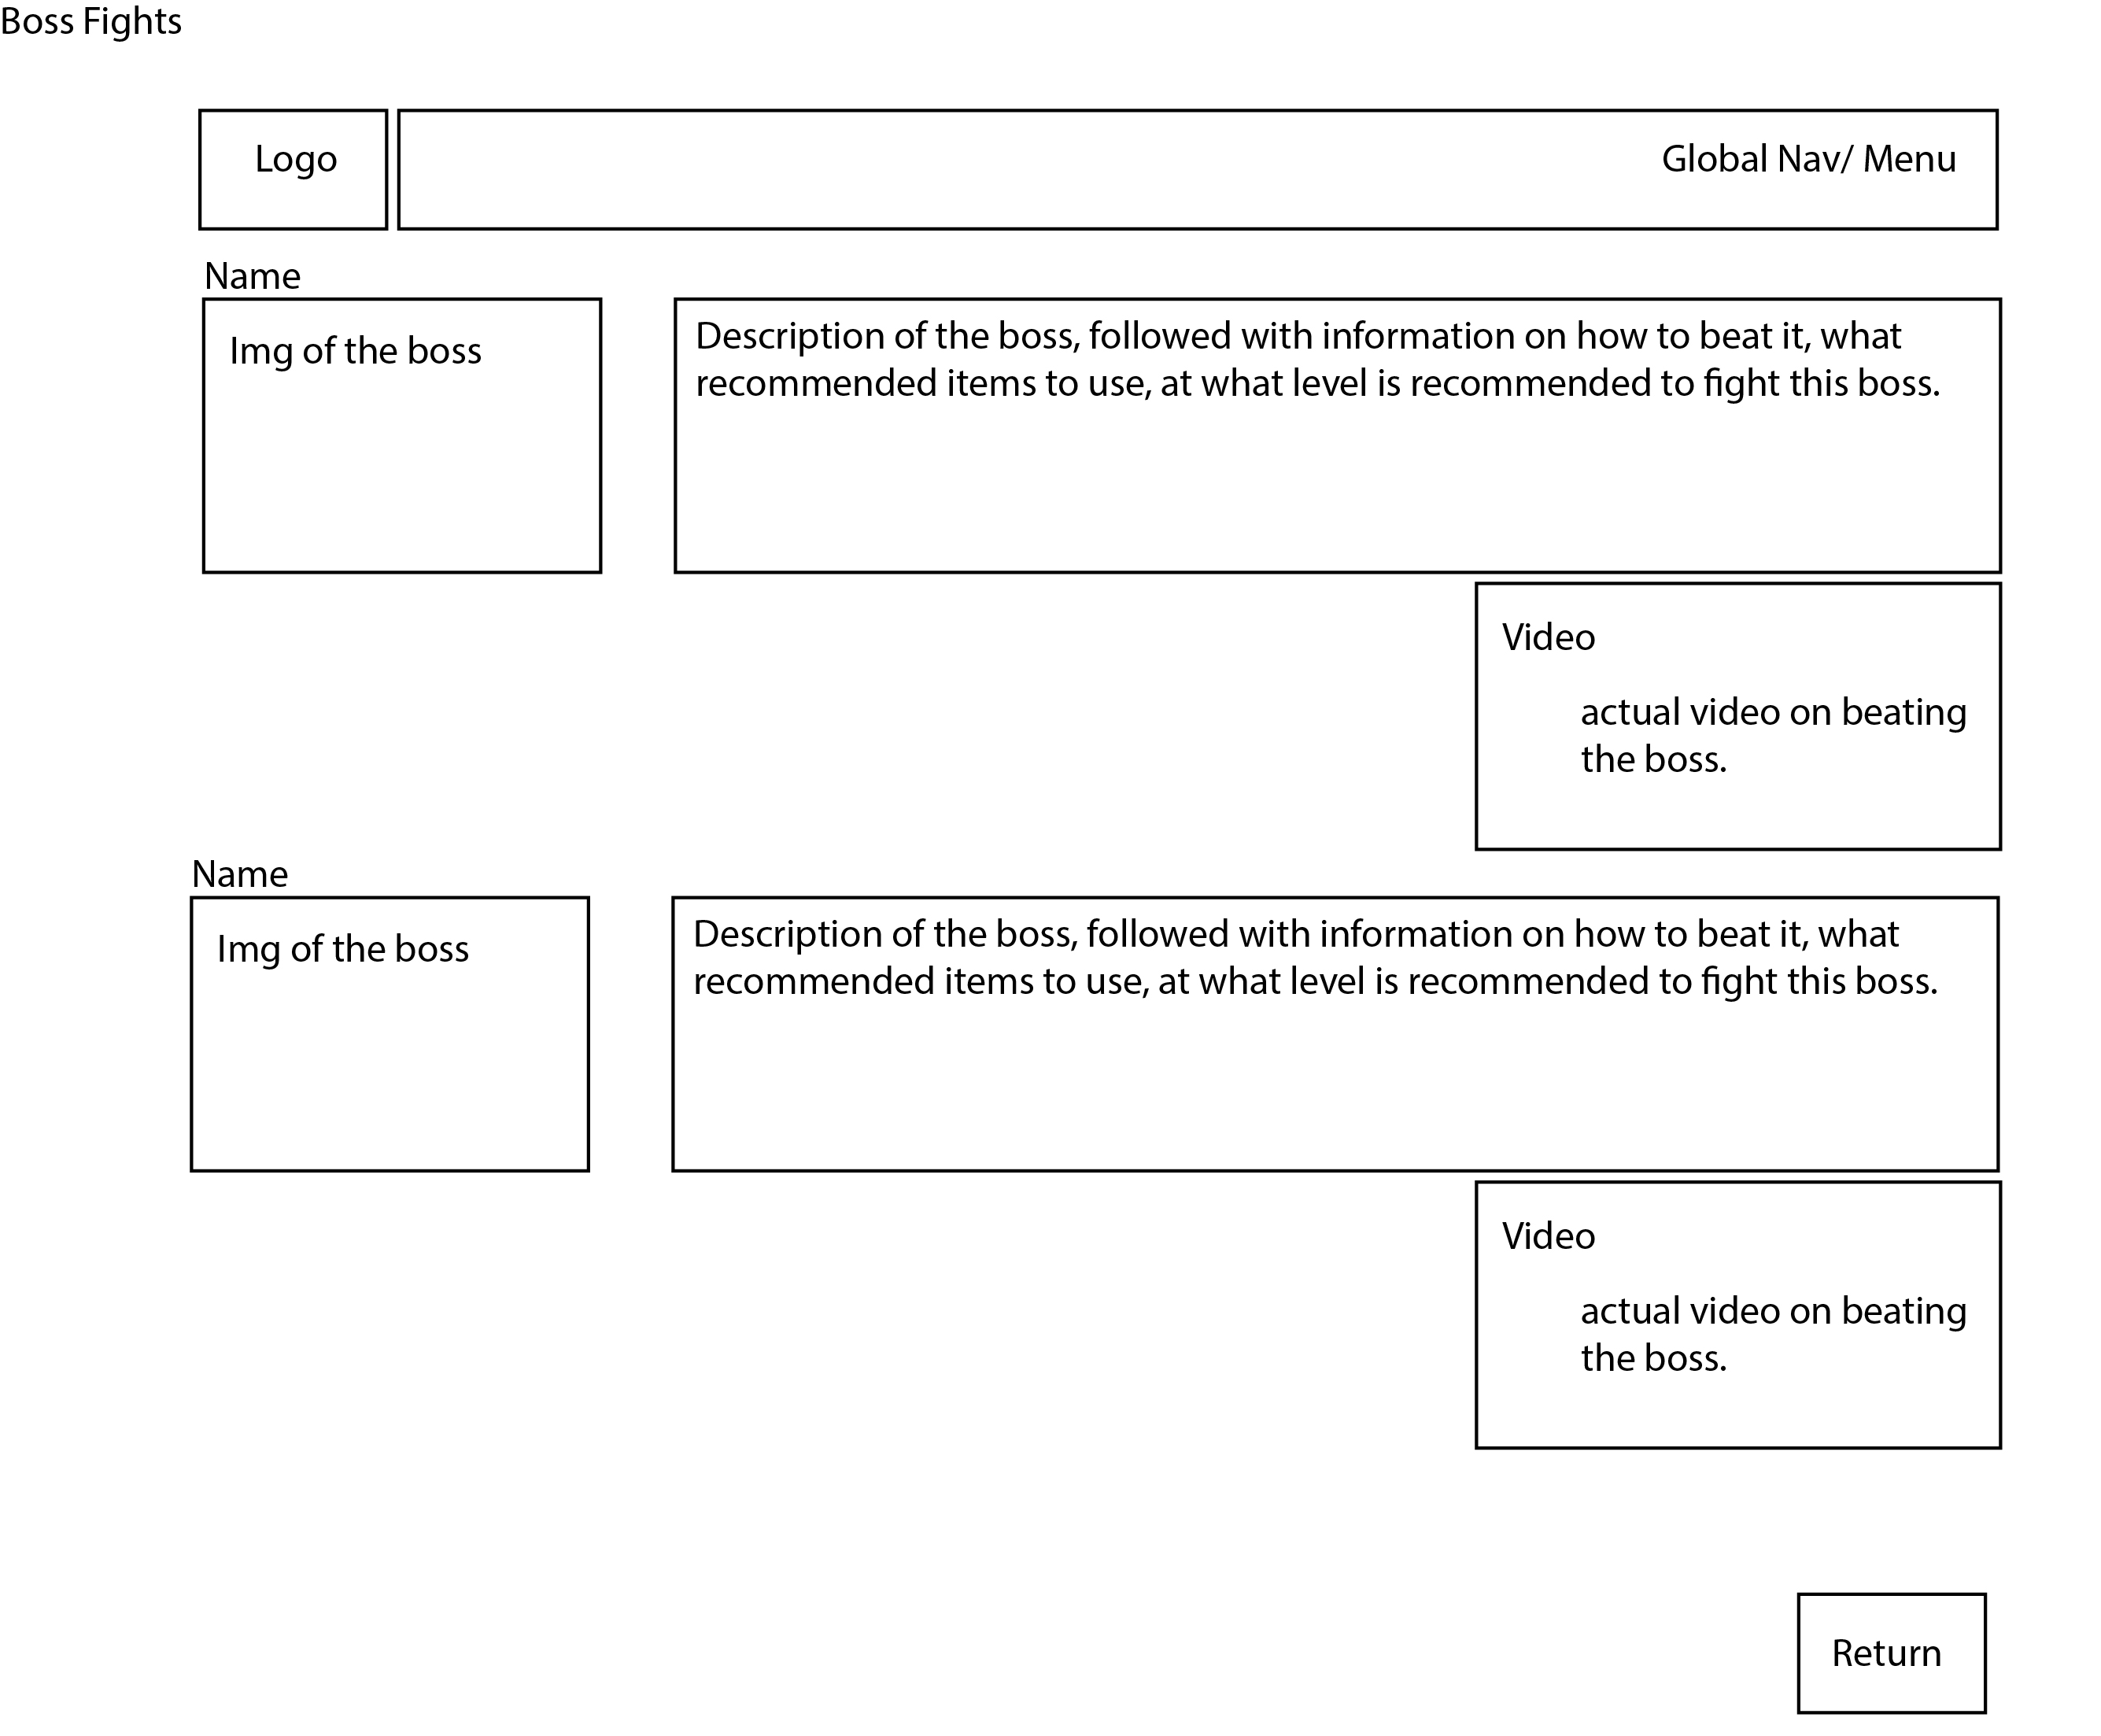 Boss Fights
Logo
Global Nav/ Menu
Name
Img of the boss
Description of the boss, followed with information on how to beat it, what
recommended items to use, at what level is recommended to fight this boss.
Video
actual video on beating
the boss.
Name
Img of the boss
Description of the boss, followed with information on how to beat it, what
recommended items to use, at what level is recommended to fight this boss.
Video
actual video on beating
the boss.
Return